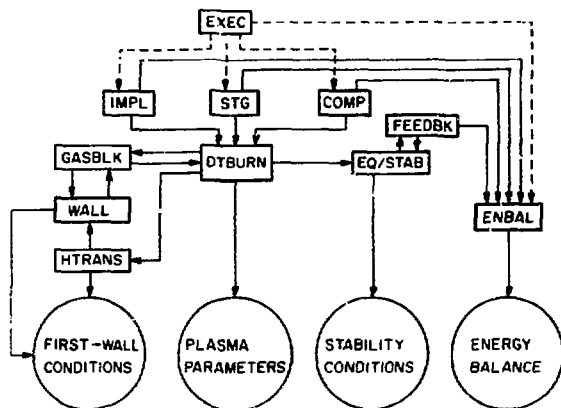 EXEC
IMPL
STG
COMP
FEEDBK
GASBLK
DTBURN
EQ/STAB
WALL
ENBAL
HTRANS
FIRST-WALL
CONDITIONS
PLASMA
PARAMETERS
STABILITY
CONDITIONS
ENERGY
BALANCE